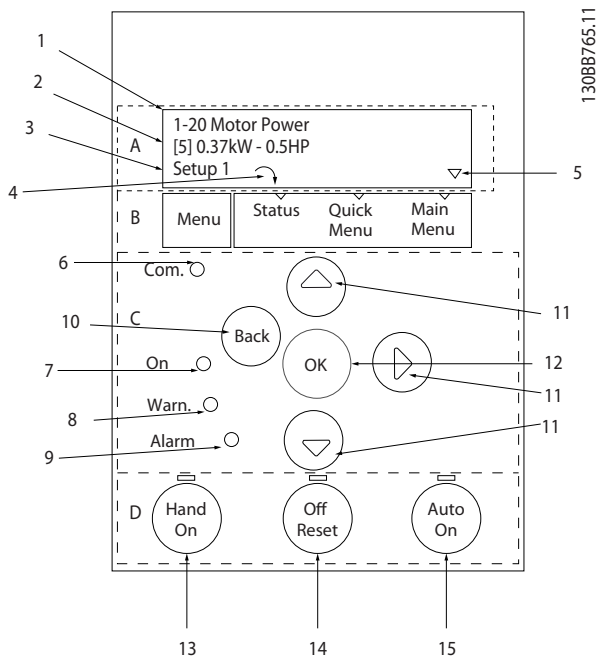 130BB765.11
1
2
3
4
A
1-20 Motor Power
[5] 0.37kW - 0.5HP
Setup 1
5
B
Menu
Status
Quick
Menu
Main
Menu
6
Com.
11
10
C
Back
OK
12
7
On
11
8
Warn.
11
9
Alarm
D
Hand
On
Off
Reset
Auto
On
13
14
15